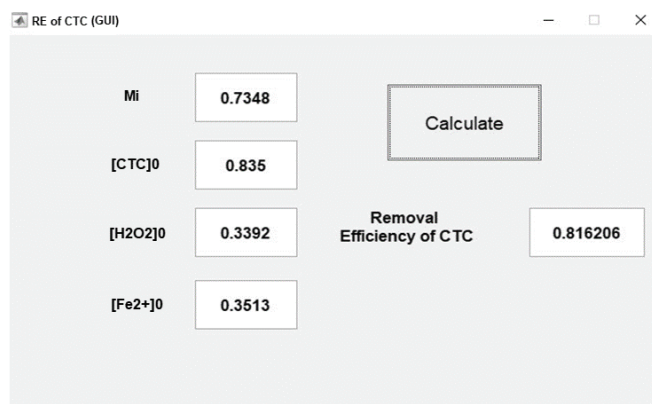 RE of CTC (GUI)
Mi
0.7348
Calculate
[CTC]0
0.835
[H2O2]0
0.3392
Removal
Efficiency of CTC
0.816206
[Fe2+]0
0.3513